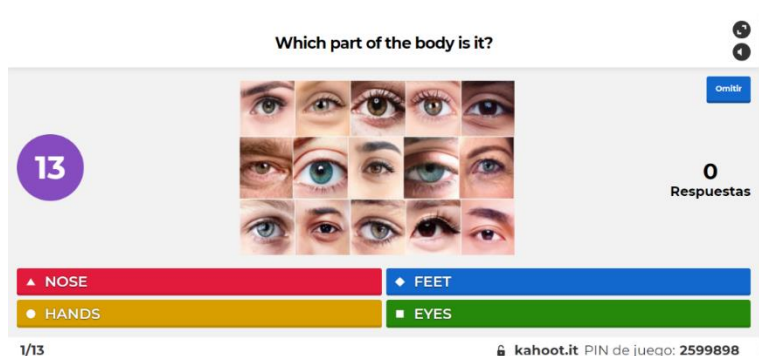 Which part of the body is it?
Omitir
13
0
Respuestas
NOSE
FEET
HANDS
EYES
1/13
kahoot.it PIN de juego: 2599898